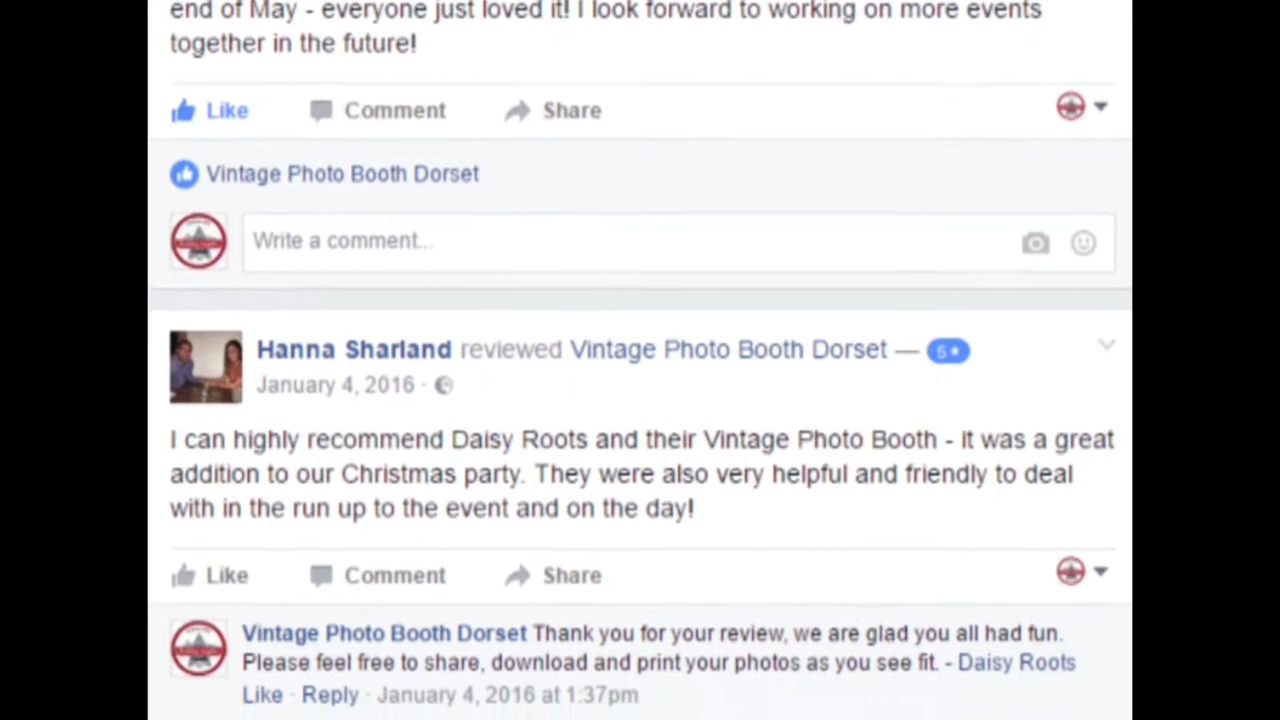 end of May - everyone just loved it! I look forward to working on more events
together in the future!
Like Comment Share
Vintage Photo Booth Dorset
Write a comment...
Hanna Sharland reviewed Vintage Photo Booth Dorset — 5★
January 4, 2016 ·
I can highly recommend Daisy Roots and their Vintage Photo Booth - it was a great
addition to our Christmas party. They were also very helpful and friendly to deal
with in the run up to the event and on the day!
Like Comment Share
Vintage Photo Booth Dorset Thank you for your review, we are glad you all had fun.
Please feel free to share, download and print your photos as you see fit. - Daisy Roots
Like · Reply · January 4, 2016 at 1:37pm